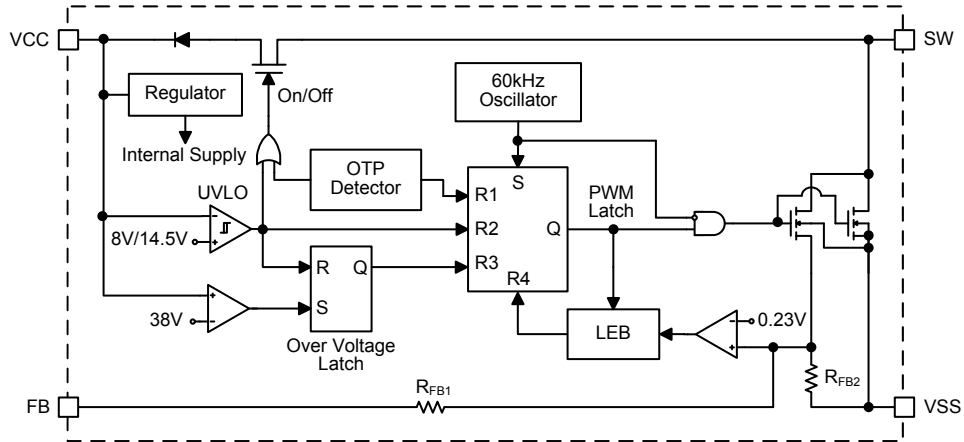 VCC
SW
Regulator
On/Off
60kHz
Oscillator
Internal Supply
OTP
Detector
S
PWM
Latch
UVLO
R1
8V/14.5V
R2
Q
R
Q
R3
R4
S
38V
Over Voltage
Latch
LEB
0.23V
RFB1
RFB2
FB
VSS